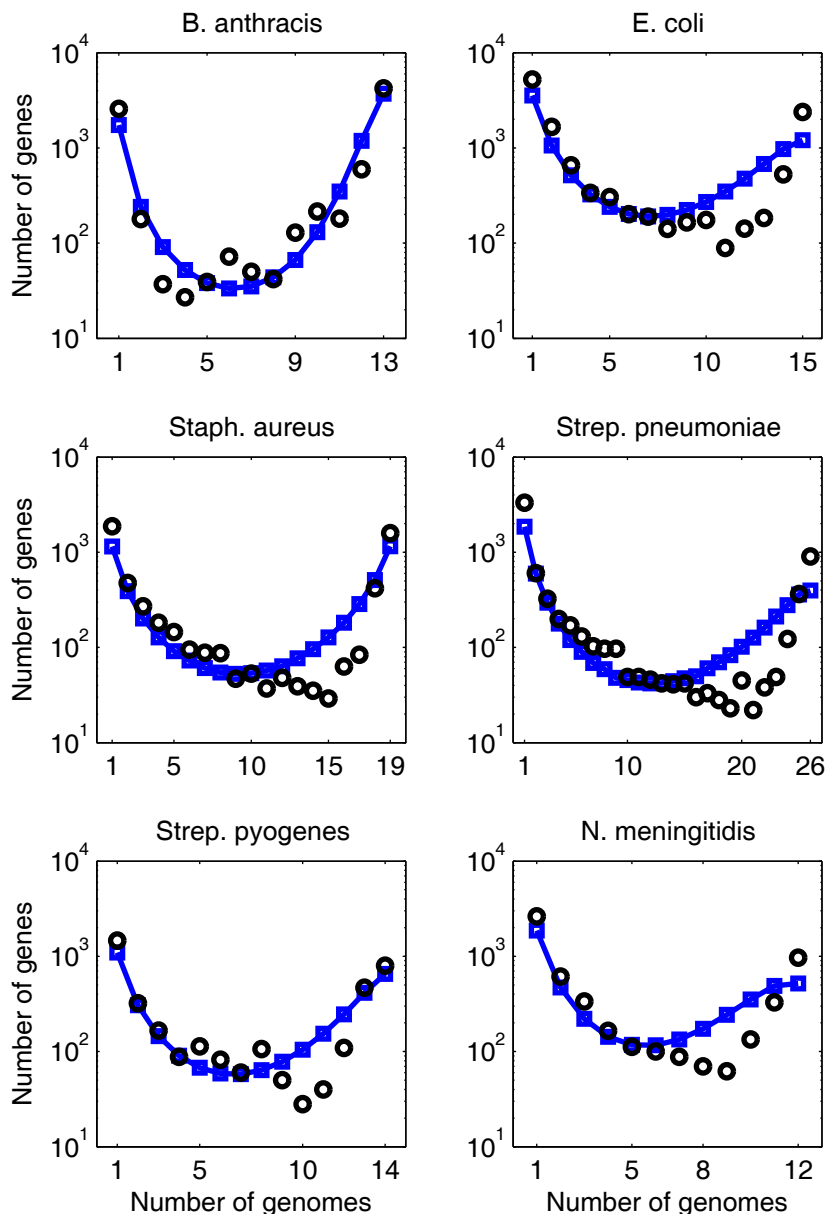 B. anthracis
E. coli
Number of genes
10^4
10^3
10^2
10^1
1 5 9 13
10^4
10^3
10^2
10^1
1 5 10 15
Staph. aureus
Strep. pneumoniae
Number of genes
10^4
10^3
10^2
10^1
1 5 10 15 19
10^4
10^3
10^2
10^1
1 10 20 26
Strep. pyogenes
N. meningitidis
Number of genes
10^4
10^3
10^2
10^1
1 5 10 14
Number of genomes
10^4
10^3
10^2
10^1
1 5 8 12
Number of genomes